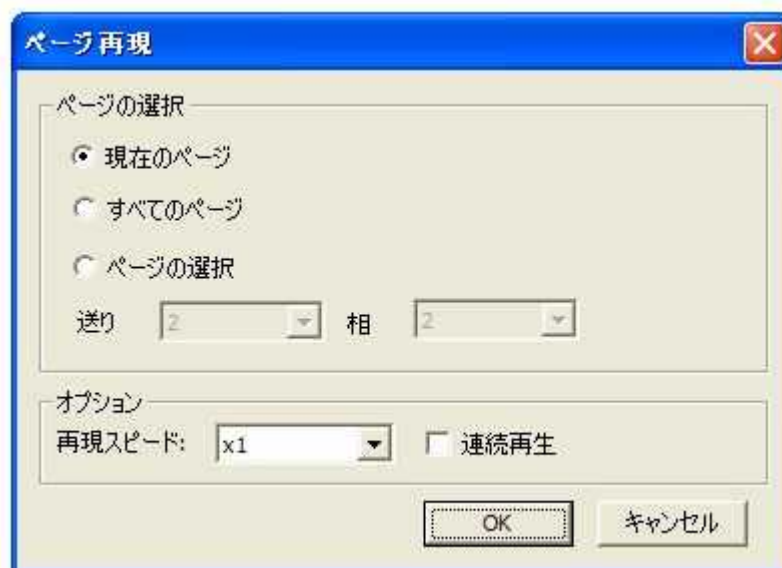 ページ再現
ページの選択
現在のページ
すべてのページ
ページの選択
送り 2 相 2
オプション
再現スピード: x1 連続再生
OK キャンセル